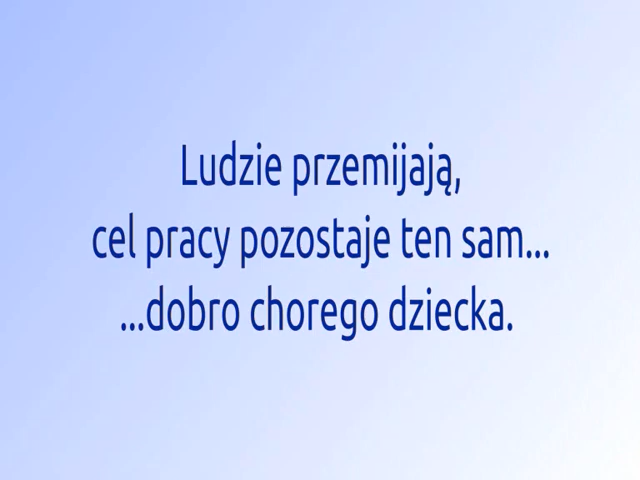 Ludzie przemijają,
cel pracy pozostaje ten sam...
...dobro chorego dziecka.